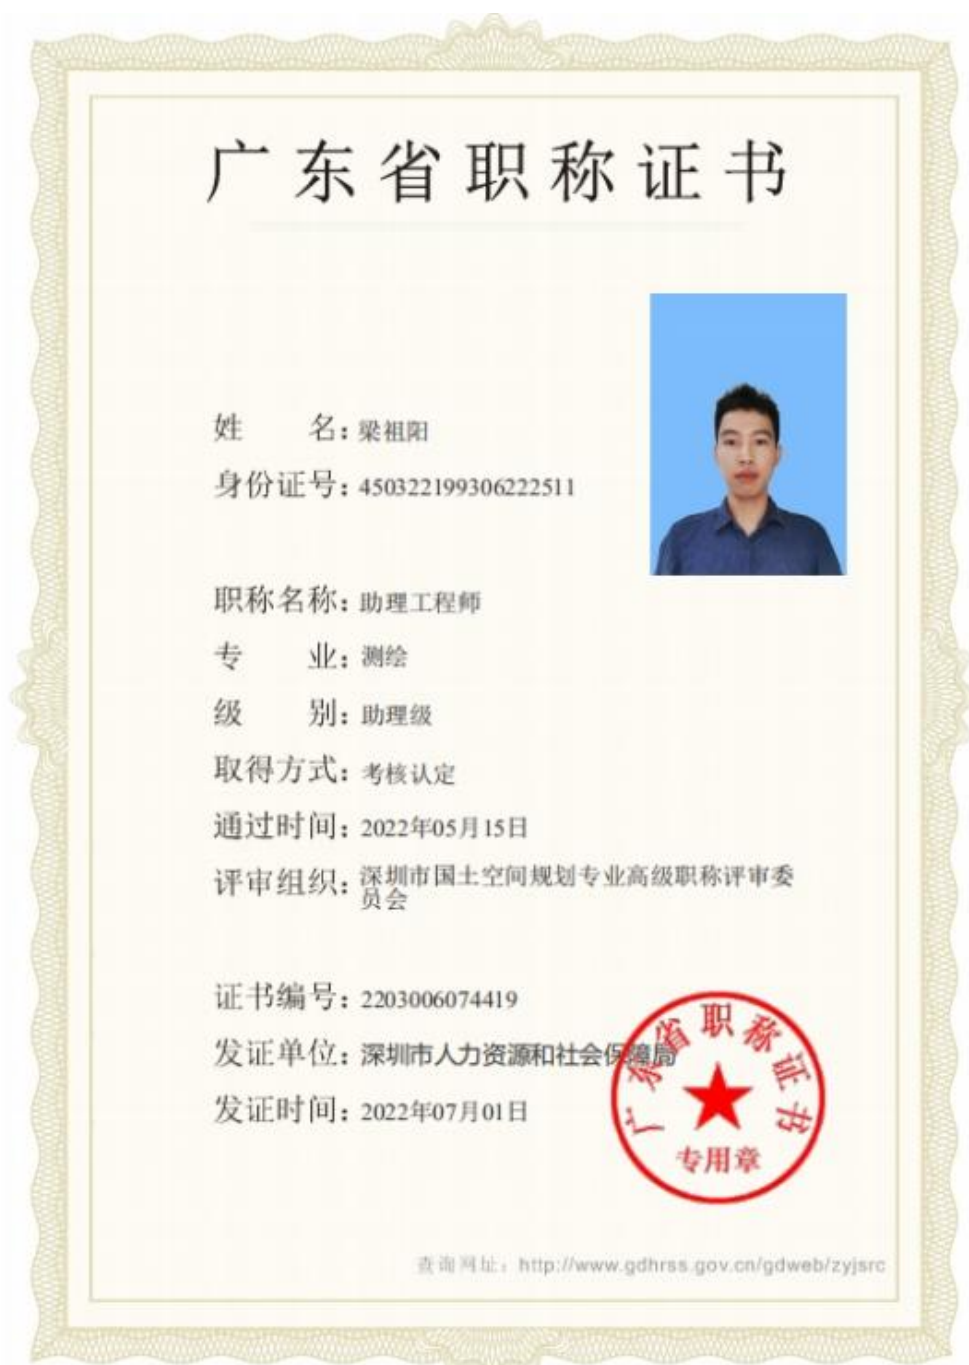 广东省职称证书
姓 名：梁祖阳
身份证号：450322199306222511
职称名称：助理工程师
专 业：测绘
级 别：助理级
取得方式：考核认定
通过时间：2022年05月15日
评审组织：深圳市国土空间规划专业高级职称评审委
员会
证书编号：2203006074419
发证单位：深圳市人力资源和社会保障局
发证时间：2022年07月01日
广东省职称证书
专用章
查询网址：http://www.gdhrss.gov.cn/gdweb/zyjsrc